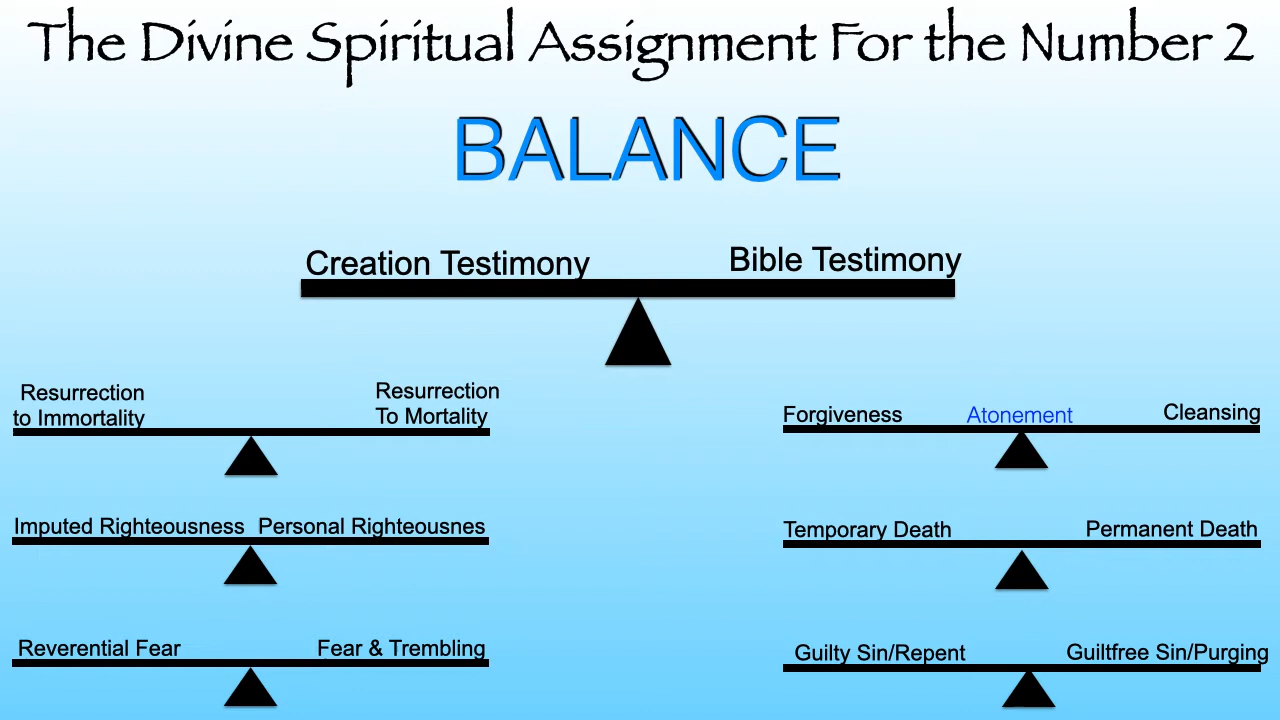 The Divine Spiritual Assignment For the Number 2
BALANCE
Creation Testimony
Bible Testimony
Resurrection
to Immortality
Resurrection
To Mortality
Imputed Righteousness
Personal Righteousnes
Reverential Fear
Fear & Trembling
Forgiveness
Atonement
Cleansing
Temporary Death
Permanent Death
Guilty Sin/Repent
Guiltfree Sin/Purging